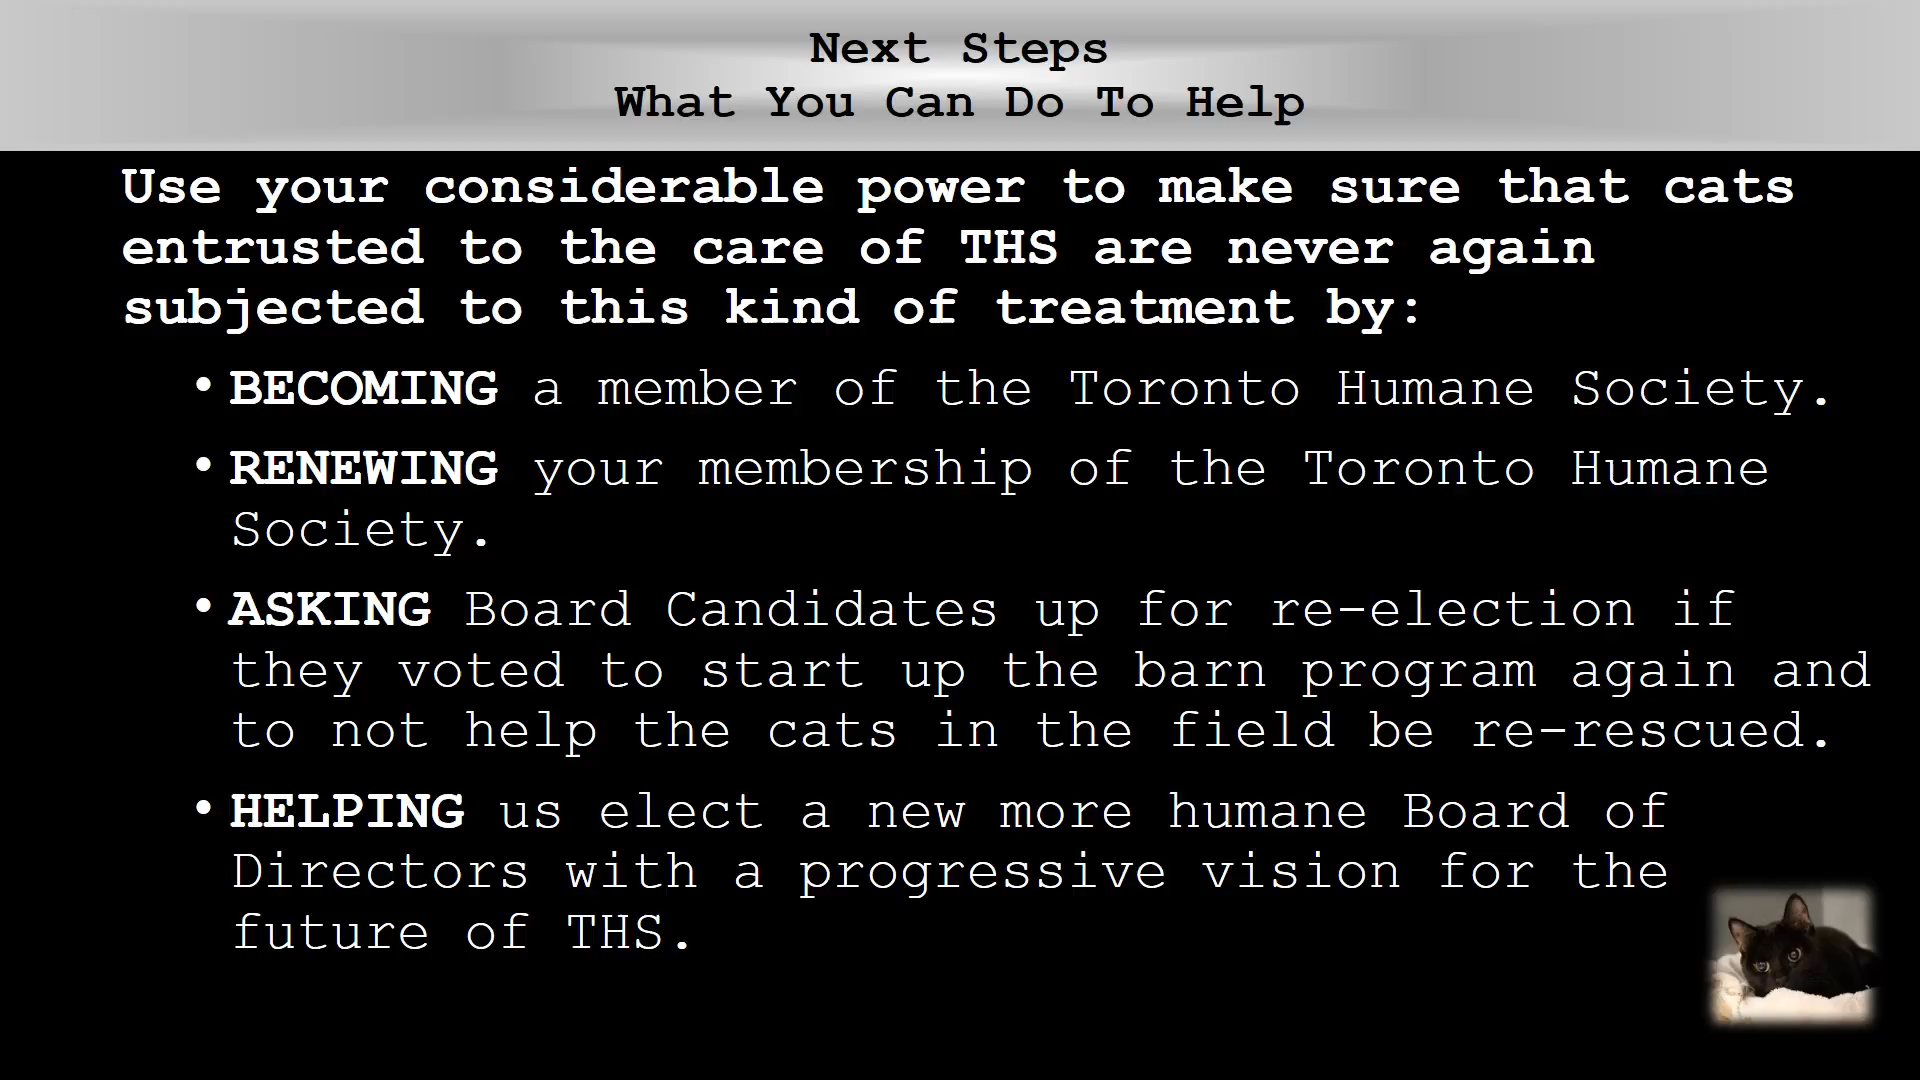 Next Steps
What You Can Do To Help
Use your considerable power to make sure that cats
entrusted to the care of THS are never again
subjected to this kind of treatment by:
• BECOMING a member of the Toronto Humane Society.
• RENEWING your membership of the Toronto Humane
Society.
• ASKING Board Candidates up for re-election if
they voted to start up the barn program again and
to not help the cats in the field be re-rescued.
• HELPING us elect a new more humane Board of
Directors with a progressive vision for the
future of THS.